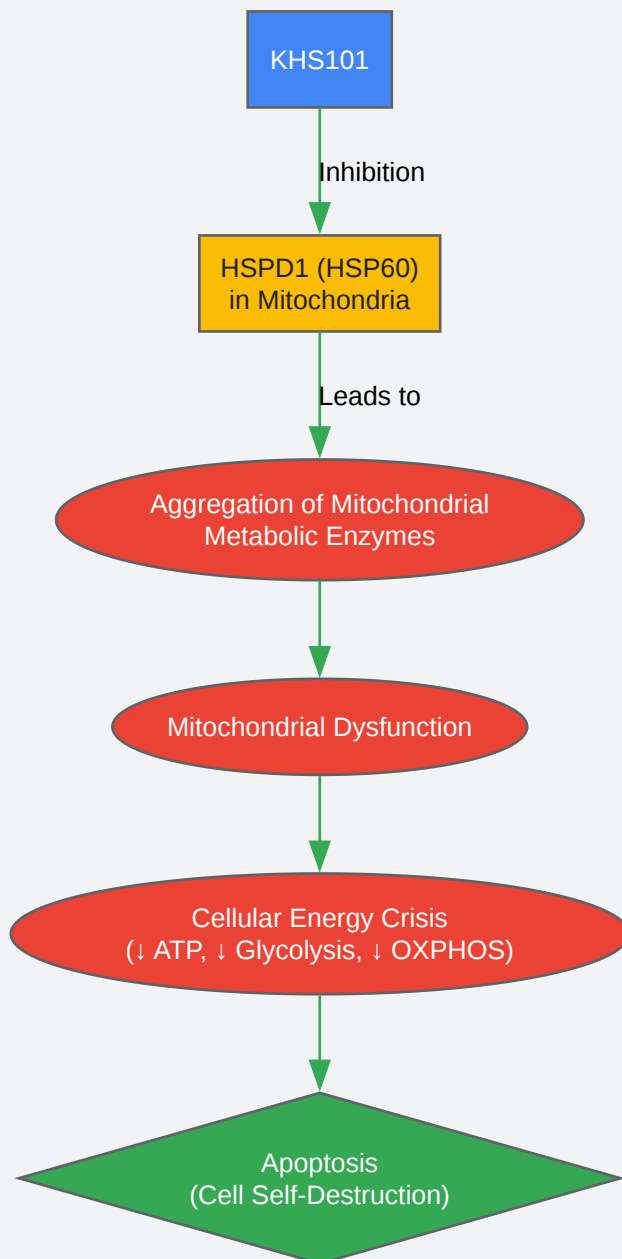 KHS101
Inhibition
HSPD1 (HSP60)
in Mitochondria
Leads to
Aggregation of Mitochondrial
Metabolic Enzymes
Mitochondrial Dysfunction
Cellular Energy Crisis
(↓ ATP, ↓ Glycolysis, ↓ OXPHOS)
Apoptosis
(Cell Self-Destruction)